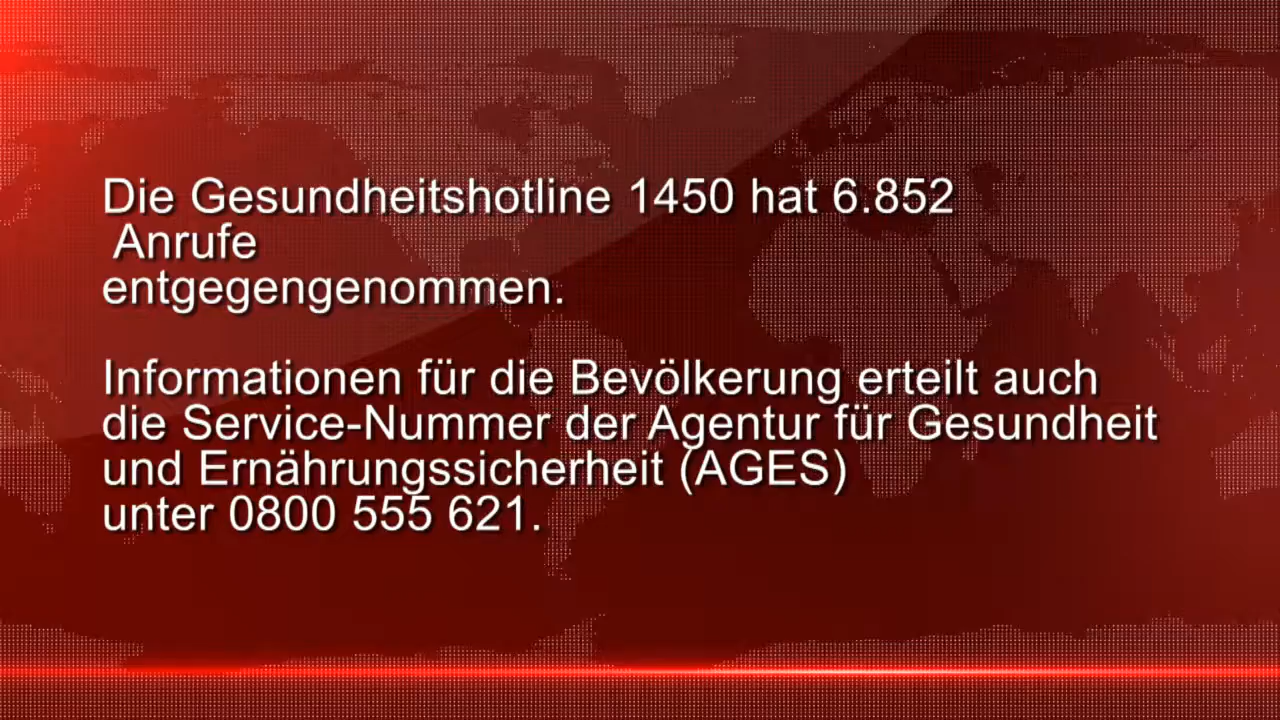 Die Gesundheitshotline 1450 hat 6.852
Anrufe
entgegengenommen.
Informationen für die Bevölkerung erteilt auch
die Service-Nummer der Agentur für Gesundheit
und Ernährungssicherheit (AGES)
unter 0800 555 621.